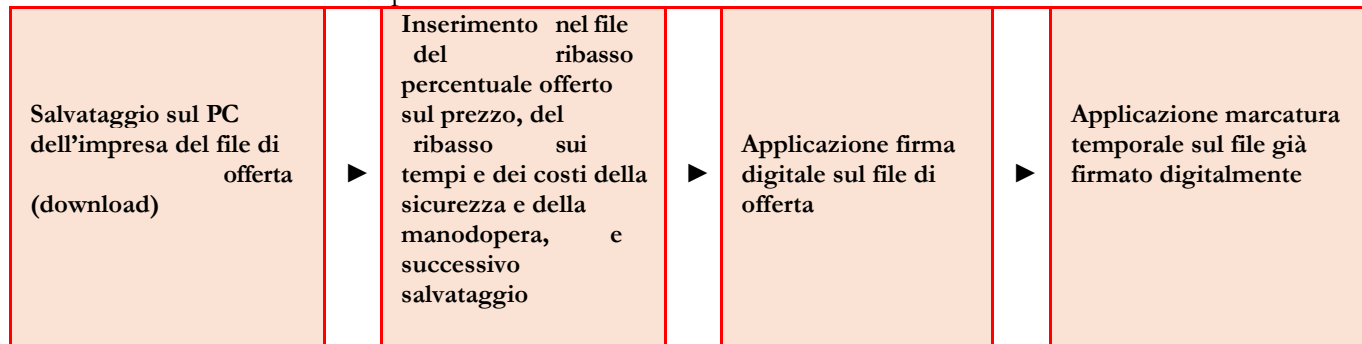 Salvataggio sul PC
dell'impresa del file di
offerta
(download)
►
Inserimento nel file
del ribasso
percentuale offerto
sul prezzo, del
ribasso sui
tempi e dei costi della
sicurezza e della
manodopera, e
successivo
salvataggio
►
Applicazione firma
digitale sul file di
offerta
►
Applicazione marcatura
temporale sul file già
firmato digitalmente